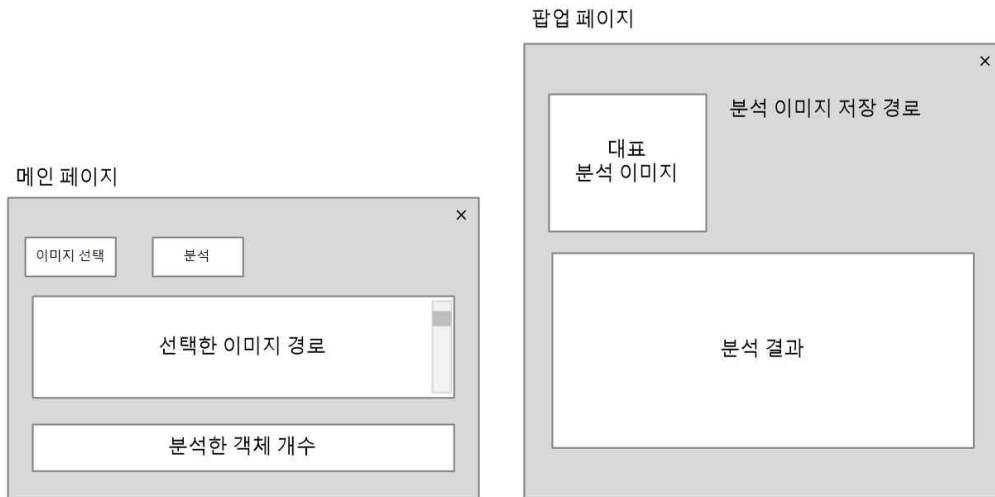 팝업 페이지
×
분석 이미지 저장 경로
대표
분석 이미지
분석 결과
메인 페이지
×
이미지 선택
분석
선택한 이미지 경로
분석한 객체 개수